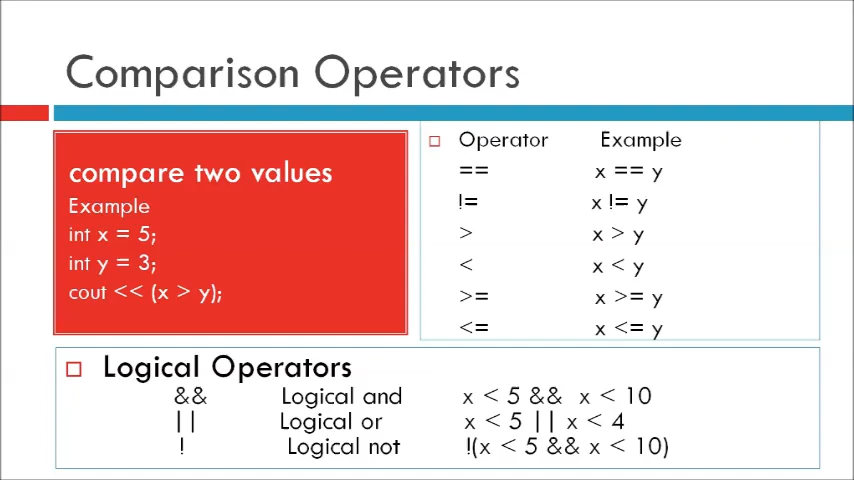 Comparison Operators
compare two values
Example
int x = 5;
int y = 3;
cout << (x > y);
Operator Example
== x == y
!= x != y
> x > y
< x < y
>= x >= y
<= x <= y
Logical Operators
&& Logical and x < 5 && x < 10
|| Logical or x < 5 || x < 4
! Logical not !(x < 5 && x < 10)